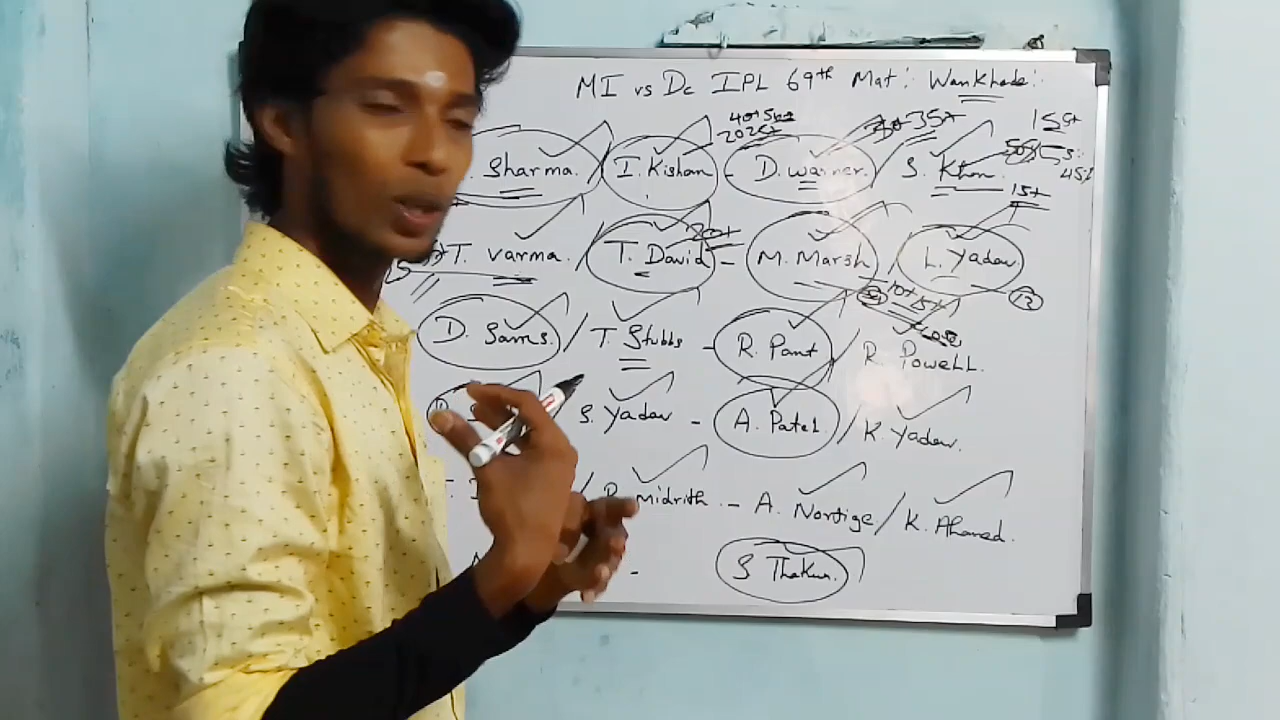 MI vs Dc IPL 69th Mat: Wankhade:
Sharma. / I. Kishan - D. Warner. / S. Khan.
T. Varma. / T. David - M. Marsh / L. Yadav.
D. Sams. / T. Stubbs - R. Pant / R. Powell.
/ S. Yadav - A. Patel / K. Yadav.
/ R. Midrith. - A. Nortige / K. Ahamed.
- S Thakur.